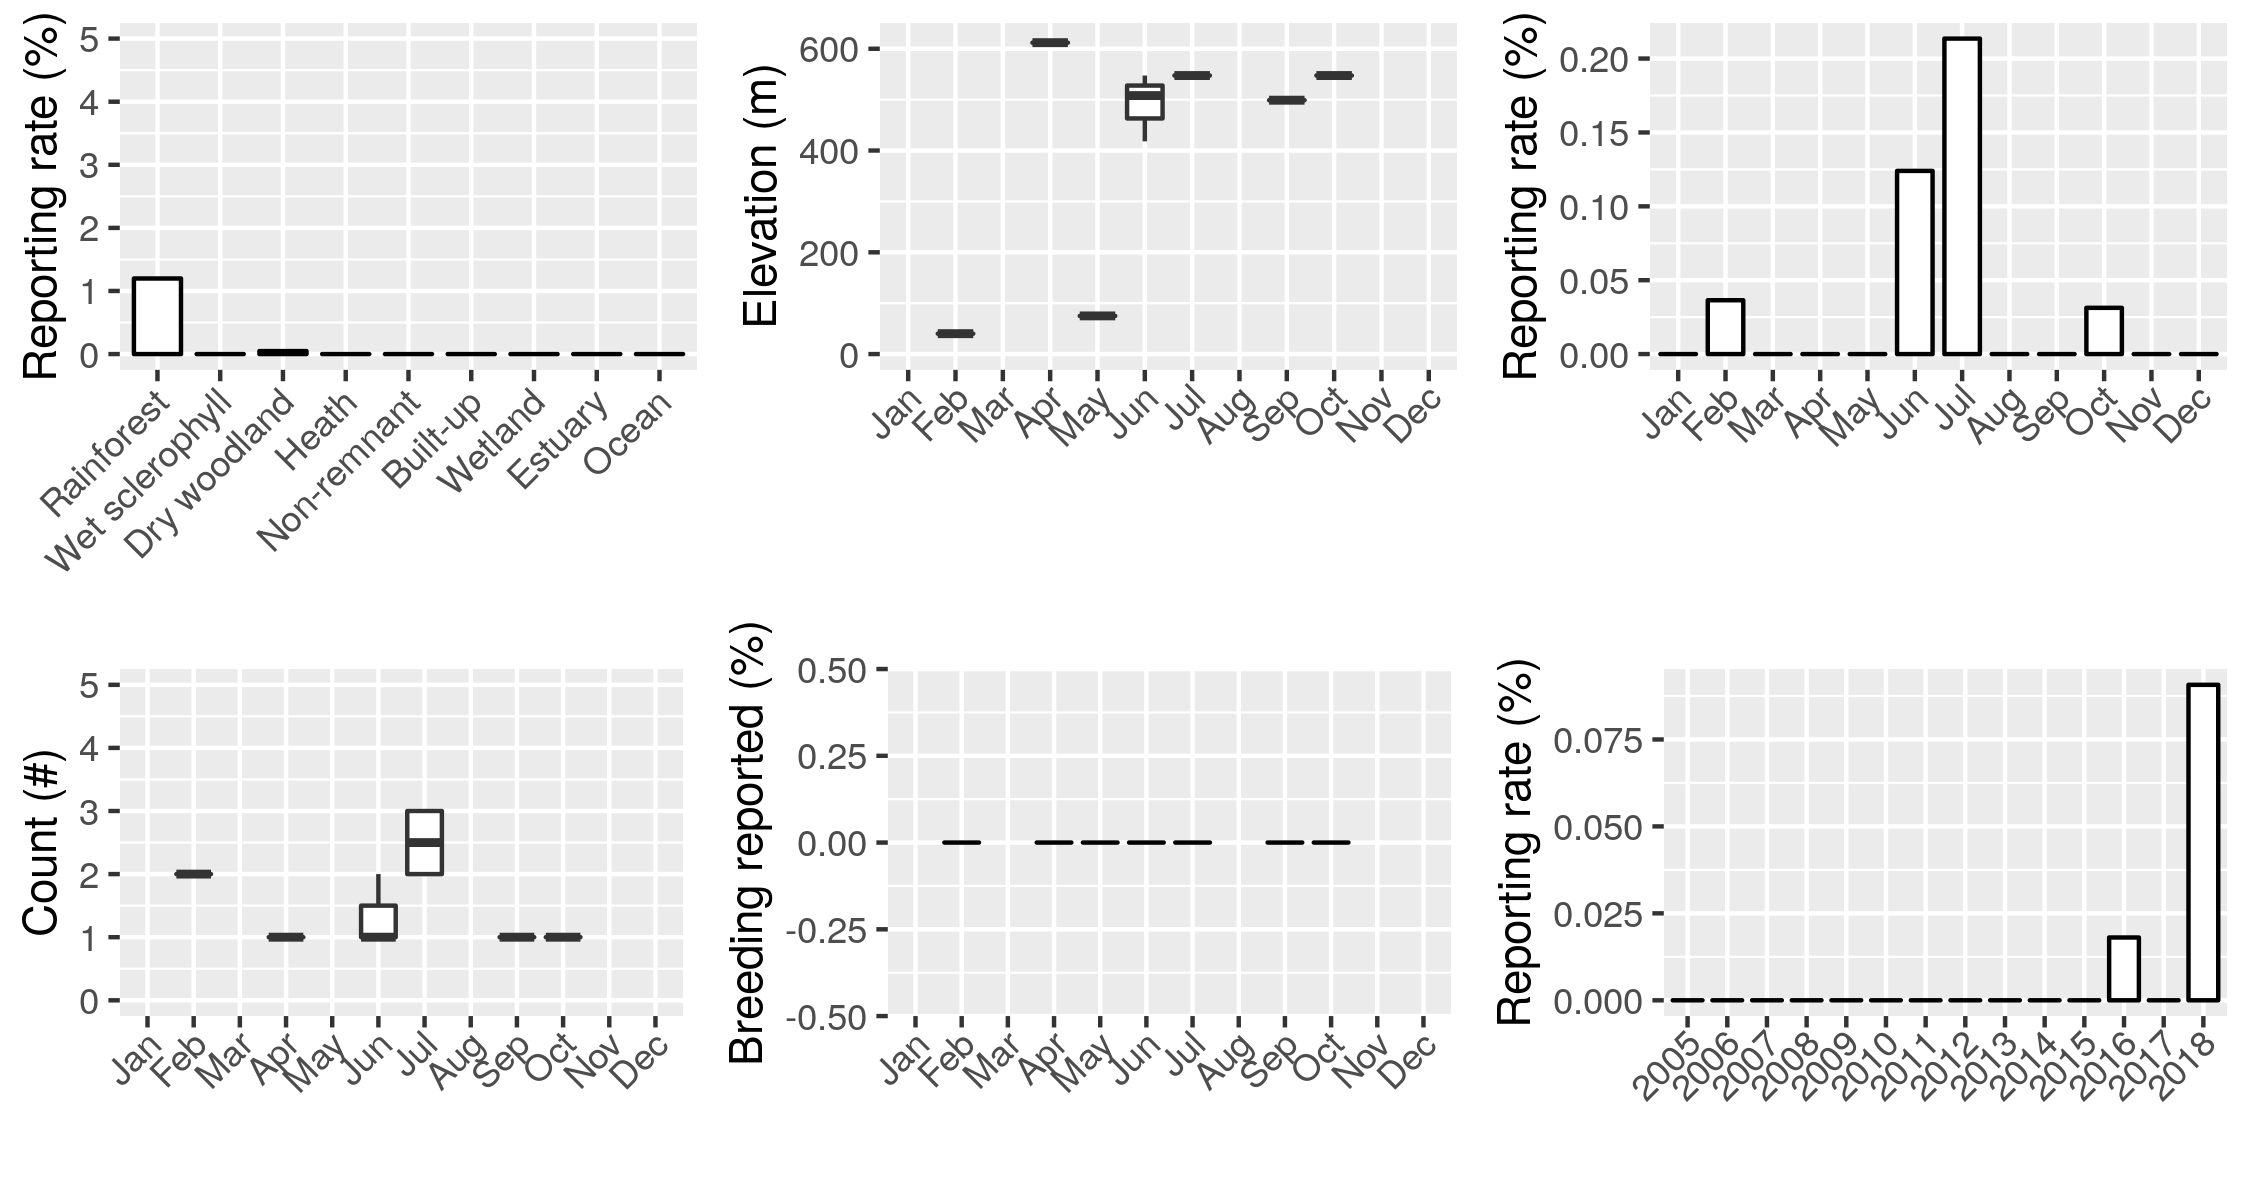 Reporting rate (%)
5
4
3
2
1
0
Rainforest
Wet sclerophyll
Dry woodland
Heath
Non-remnant
Built-up
Wetland
Estuary
Ocean
Elevation (m)
600
400
200
0
Jan
Feb
Mar
Apr
May
Jun
Jul
Aug
Sep
Oct
Nov
Dec
Reporting rate (%)
0.20
0.15
0.10
0.05
0.00
Jan
Feb
Mar
Apr
May
Jun
Jul
Aug
Sep
Oct
Nov
Dec
Count (#)
5
4
3
2
1
0
Jan
Feb
Mar
Apr
May
Jun
Jul
Aug
Sep
Oct
Nov
Dec
Breeding reported (%)
0.50
0.25
0.00
-0.25
-0.50
Jan
Feb
Mar
Apr
May
Jun
Jul
Aug
Sep
Oct
Nov
Dec
Reporting rate (%)
0.075
0.050
0.025
0.000
2005
2006
2007
2008
2009
2010
2011
2012
2013
2014
2015
2016
2017
2018